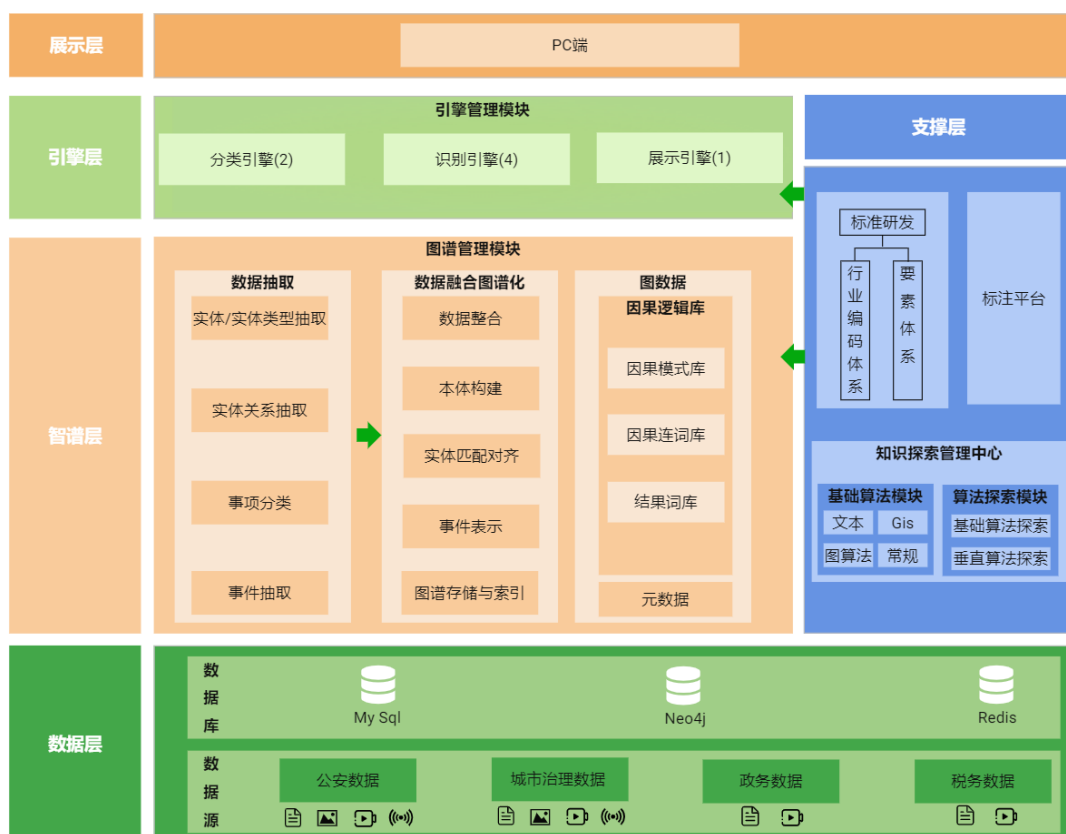 展示层
PC端
引擎层
引擎管理模块
分类引擎(2)
识别引擎(4)
展示引擎(1)
支撑层
标准研发
行业编码体系
要素体系
标注平台
知识探索管理中心
基础算法模块
文本
Gis
图算法
常规
算法探索模块
基础算法探索
垂直算法探索
智谱层
图谱管理模块
数据抽取
实体/实体类型抽取
实体关系抽取
事项分类
事件抽取
数据融合图谱化
数据整合
本体构建
实体匹配对齐
事件表示
图谱存储与索引
图数据
因果逻辑库
因果模式库
因果连词库
结果词库
元数据
数据层
数据库
My Sql
Neo4j
Redis
数据源
公安数据
城市治理数据
政务数据
税务数据